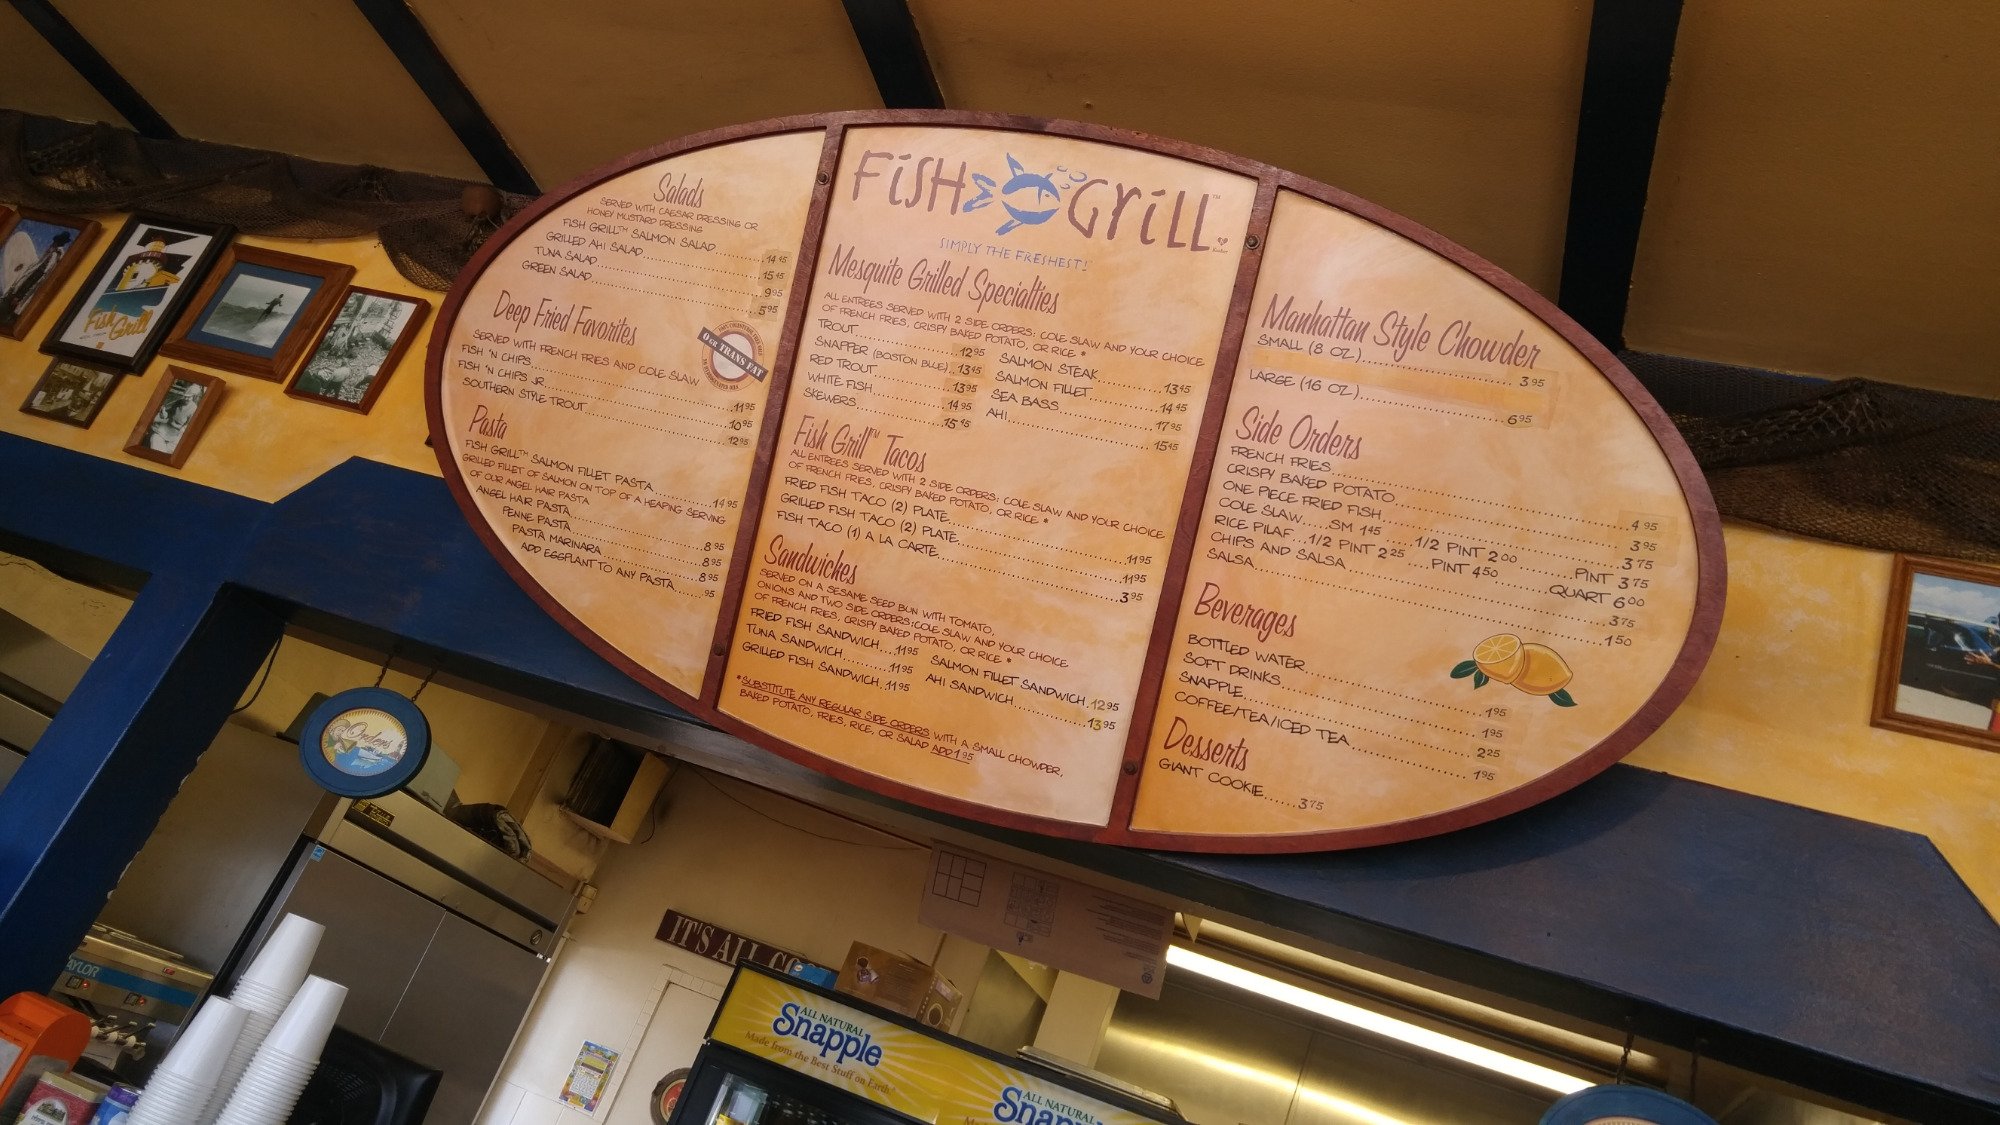 Salads
SERVED WITH CAESAR DRESSING OR
HONEY MUSTARD DRESSING
FISH GRILL™ SALMON SALAD 14 45
GRILLED AHI SALAD 15 45
TUNA SALAD 9 95
GREEN SALAD 5 95
Deep Fried Favorites
SERVED WITH FRENCH FRIES AND COLE SLAW
FISH 'N CHIPS 11 95
FISH 'N CHIPS JR. 10 95
SOUTHERN STYLE TROUT 12 95
0 GR TRANS FAT
Pasta
FISH GRILL™ SALMON FILLET PASTA 14 95
GRILLED FILLET OF SALMON ON TOP OF A HEAPING SERVING
OF OUR ANGEL HAIR PASTA
ANGEL HAIR PASTA 8 95
PENNE PASTA 8 95
PASTA MARINARA 8 95
ADD EGGPLANT TO ANY PASTA .95
FISH GRILL™
Kosher
SIMPLY THE FRESHEST!
Mesquite Grilled Specialties
ALL ENTREES SERVED WITH 2 SIDE ORDERS: COLE SLAW AND YOUR CHOICE
OF FRENCH FRIES, CRISPY BAKED POTATO, OR RICE *
TROUT 12 95
SNAPPER (BOSTON BLUE) 13 45
RED TROUT 13 95
WHITE FISH 14 95
SKEWERS 15 45
SALMON STEAK 13 45
SALMON FILLET 14 45
SEA BASS 17 95
AHI 15 45
Fish Grill™ Tacos
ALL ENTREES SERVED WITH 2 SIDE ORDERS: COLE SLAW AND YOUR CHOICE
OF FRENCH FRIES, CRISPY BAKED POTATO, OR RICE *
FRIED FISH TACO (2) PLATE 11 95
GRILLED FISH TACO (2) PLATE 11 95
FISH TACO (1) A LA CARTE 3 95
Sandwiches
SERVED ON A SESAME SEED BUN WITH TOMATO,
ONIONS AND TWO SIDE ORDERS: COLE SLAW AND YOUR CHOICE
OF FRENCH FRIES, CRISPY BAKED POTATO, OR RICE *
FRIED FISH SANDWICH 11 95
TUNA SANDWICH 11 95
GRILLED FISH SANDWICH 11 95
SALMON FILLET SANDWICH 12 95
AHI SANDWICH 13 95
*SUBSTITUTE ANY REGULAR SIDE ORDERS WITH A SMALL CHOWDER,
BAKED POTATO, FRIES, RICE, OR SALAD ADD 1 95
Manhattan Style Chowder
SMALL (8 OZ.) 3 95
LARGE (16 OZ.) 6 95
Side Orders
FRENCH FRIES 4 95
CRISPY BAKED POTATO 3 95
ONE PIECE FRIED FISH 3 75
COLE SLAW SM 1 45 1/2 PINT 2 00 PINT 3 75
RICE PILAF 1/2 PINT 2 25 PINT 4 50 QUART 6 00
CHIPS AND SALSA 3 75
SALSA 1 50
Beverages
BOTTLED WATER 1 95
SOFT DRINKS 1 95
SNAPPLE 2 25
COFFEE/TEA/ICED TEA 1 95
Desserts
GIANT COOKIE 3 75
Fish Grill
Orders
IT'S ALL GO
AYLOR
ALL NATURAL
Snapple
Made from the Best Stuff on Earth
ALL NATURAL
Snap